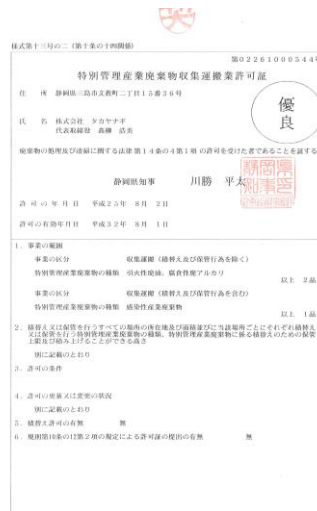 様式第十三号の二 (第十条の十四関係)
第02261000544号
特別管理産業廃棄物収集運搬業許可証
住 所 静岡県三島市文教町二丁目15番36号
氏 名 株式会社 タカヤナギ
代表取締役 高柳 浩美
優良
廃棄物の処理及び清掃に関する法律第14条の4第1項の許可を受けた者であることを証する
静岡県知事 川勝 平太
許可の年月日 平成25年 8月 2日
許可の有効年月日 平成32年 8月 1日
1. 事業の範囲
事業の区分 収集運搬 (積替え及び保管行為を除く)
特別管理産業廃棄物の種類 引火性廃油、腐食性廃アルカリ
以上 2品
事業の区分 収集運搬 (積替え及び保管行為を含む)
特別管理産業廃棄物の種類 感染性産業廃棄物
以上 1品
2. 積替え又は保管を行うすべての場所の所在地及び面積並びに当該場所ごとにそれぞれ積替え
又は保管を行う特別管理産業廃棄物の種類、特別管理産業廃棄物に係る積替えのための保管
上限及び積み上げることができる高さ
別に記載のとおり
3. 許可の条件
4. 許可の更新又は変更の状況
別に記載のとおり
5. 積替え許可の有無 無
6. 規則第10条の12第2項の規定による許可証の提出の有無 無